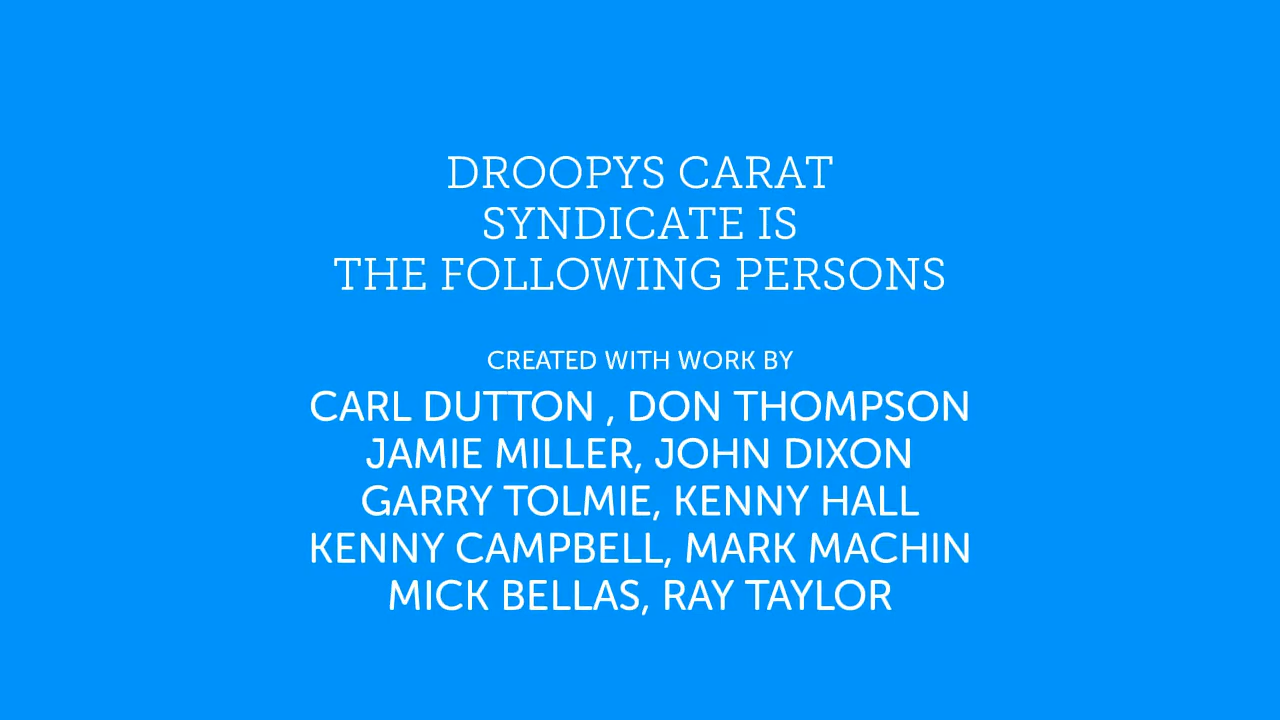 DROOPYS CARAT
SYNDICATE IS
THE FOLLOWING PERSONS
CREATED WITH WORK BY
CARL DUTTON , DON THOMPSON
JAMIE MILLER, JOHN DIXON
GARRY TOLMIE, KENNY HALL
KENNY CAMPBELL, MARK MACHIN
MICK BELLAS, RAY TAYLOR